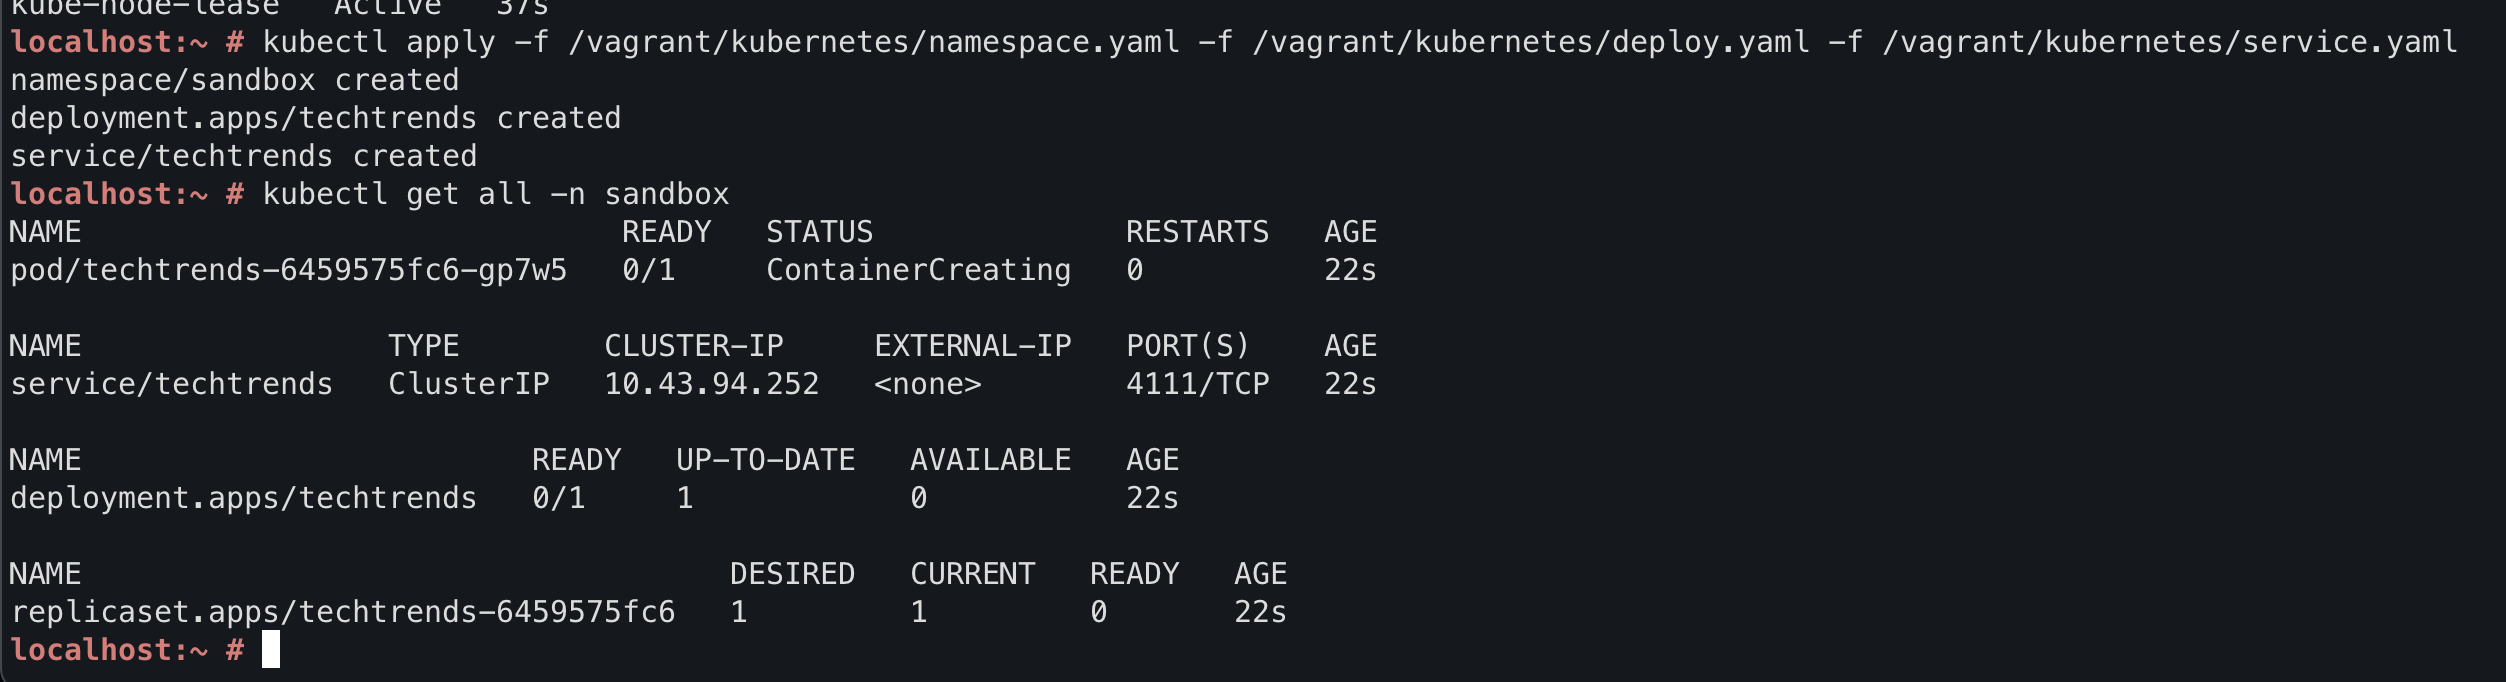 kube-node-lease   Active   37s
localhost:~ # kubectl apply -f /vagrant/kubernetes/namespace.yaml -f /vagrant/kubernetes/deploy.yaml -f /vagrant/kubernetes/service.yaml
namespace/sandbox created
deployment.apps/techtrends created
service/techtrends created
localhost:~ # kubectl get all -n sandbox
NAME                              READY   STATUS              RESTARTS   AGE
pod/techtrends-6459575fc6-gp7w5   0/1     ContainerCreating   0          22s
NAME                 TYPE        CLUSTER-IP     EXTERNAL-IP   PORT(S)    AGE
service/techtrends   ClusterIP   10.43.94.252   <none>        4111/TCP   22s
NAME                         READY   UP-TO-DATE   AVAILABLE   AGE
deployment.apps/techtrends   0/1     1            0           22s
NAME                                    DESIRED   CURRENT   READY   AGE
replicaset.apps/techtrends-6459575fc6   1         1         0       22s
localhost:~ #